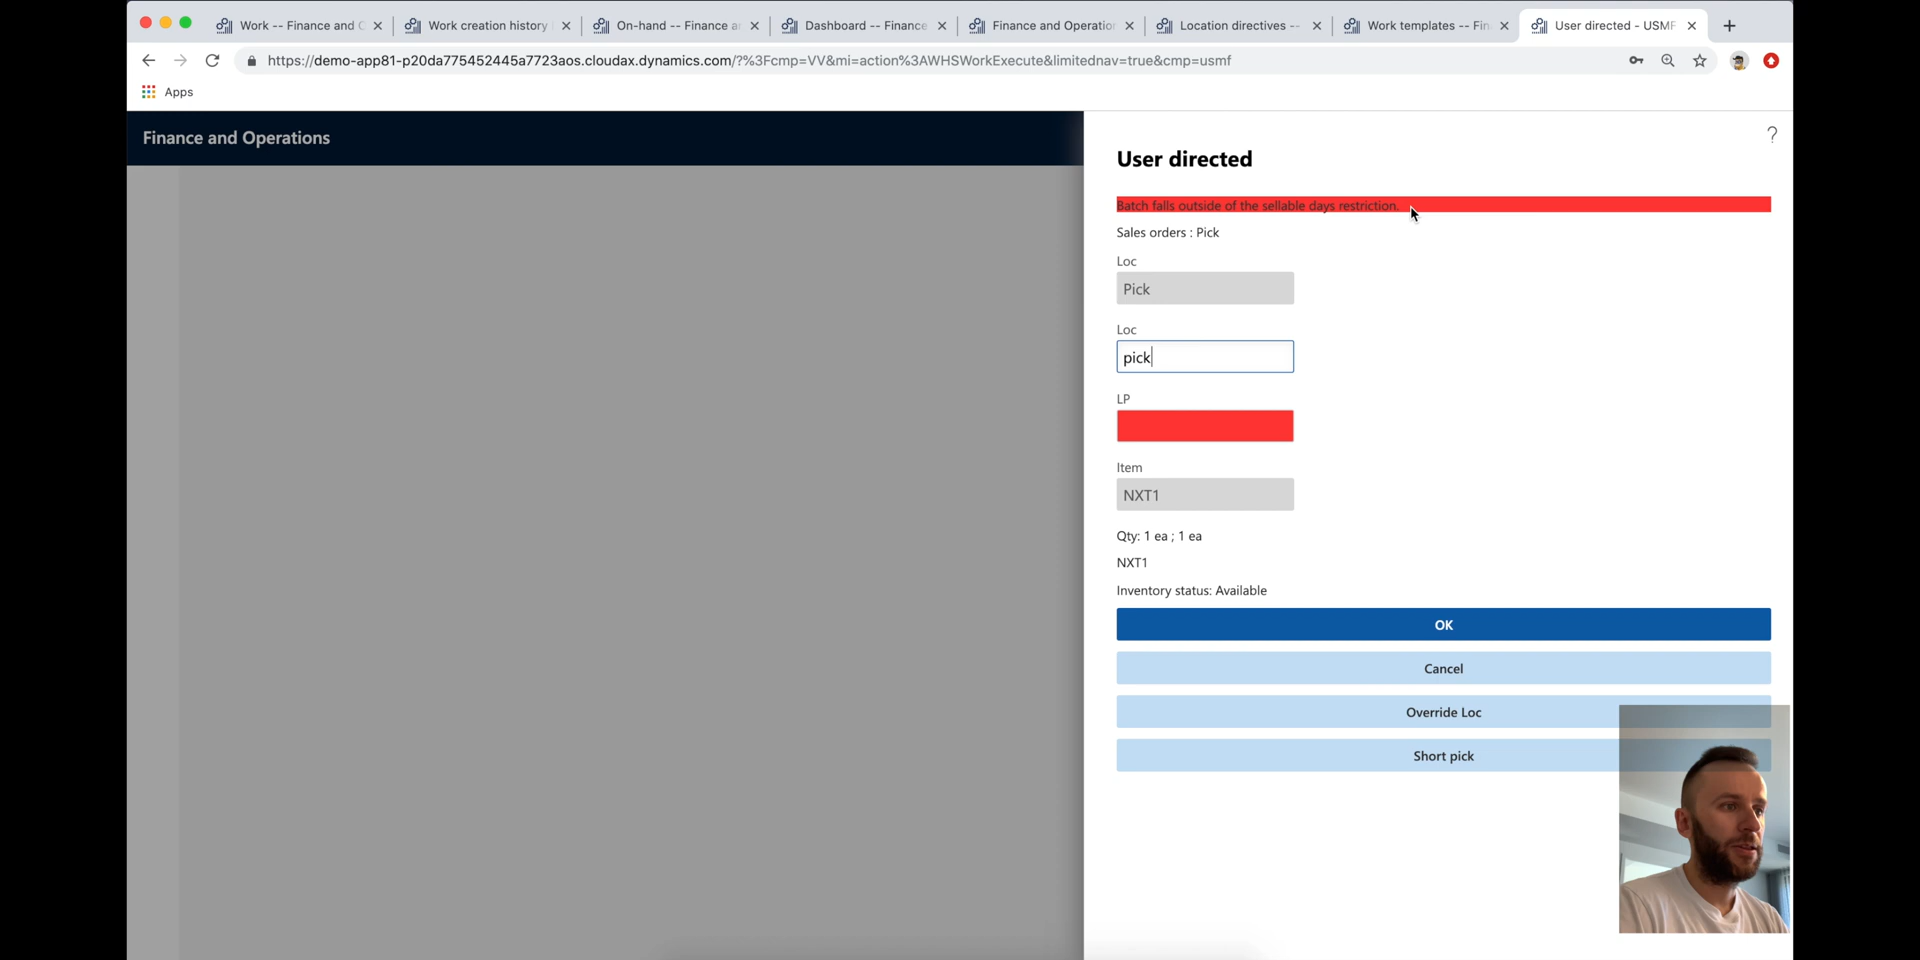 Work -- Finance and O
Work creation history
On-hand -- Finance a
Dashboard -- Finance
Finance and Operation
Location directives --
Work templates -- Fin
User directed - USMF
https://demo-app81-p20da775452445a7723aos.cloudax.dynamics.com/?%3Fcmp=VV&mi=action%3AWHSWorkExecute&limitednav=true&cmp=usmf
Apps
Finance and Operations
?
User directed
Batch falls outside of the sellable days restriction.
Sales orders : Pick
Loc
Pick
Loc
pick
LP
Item
NXT1
Qty: 1 ea ; 1 ea
NXT1
Inventory status: Available
OK
Cancel
Override Loc
Short pick